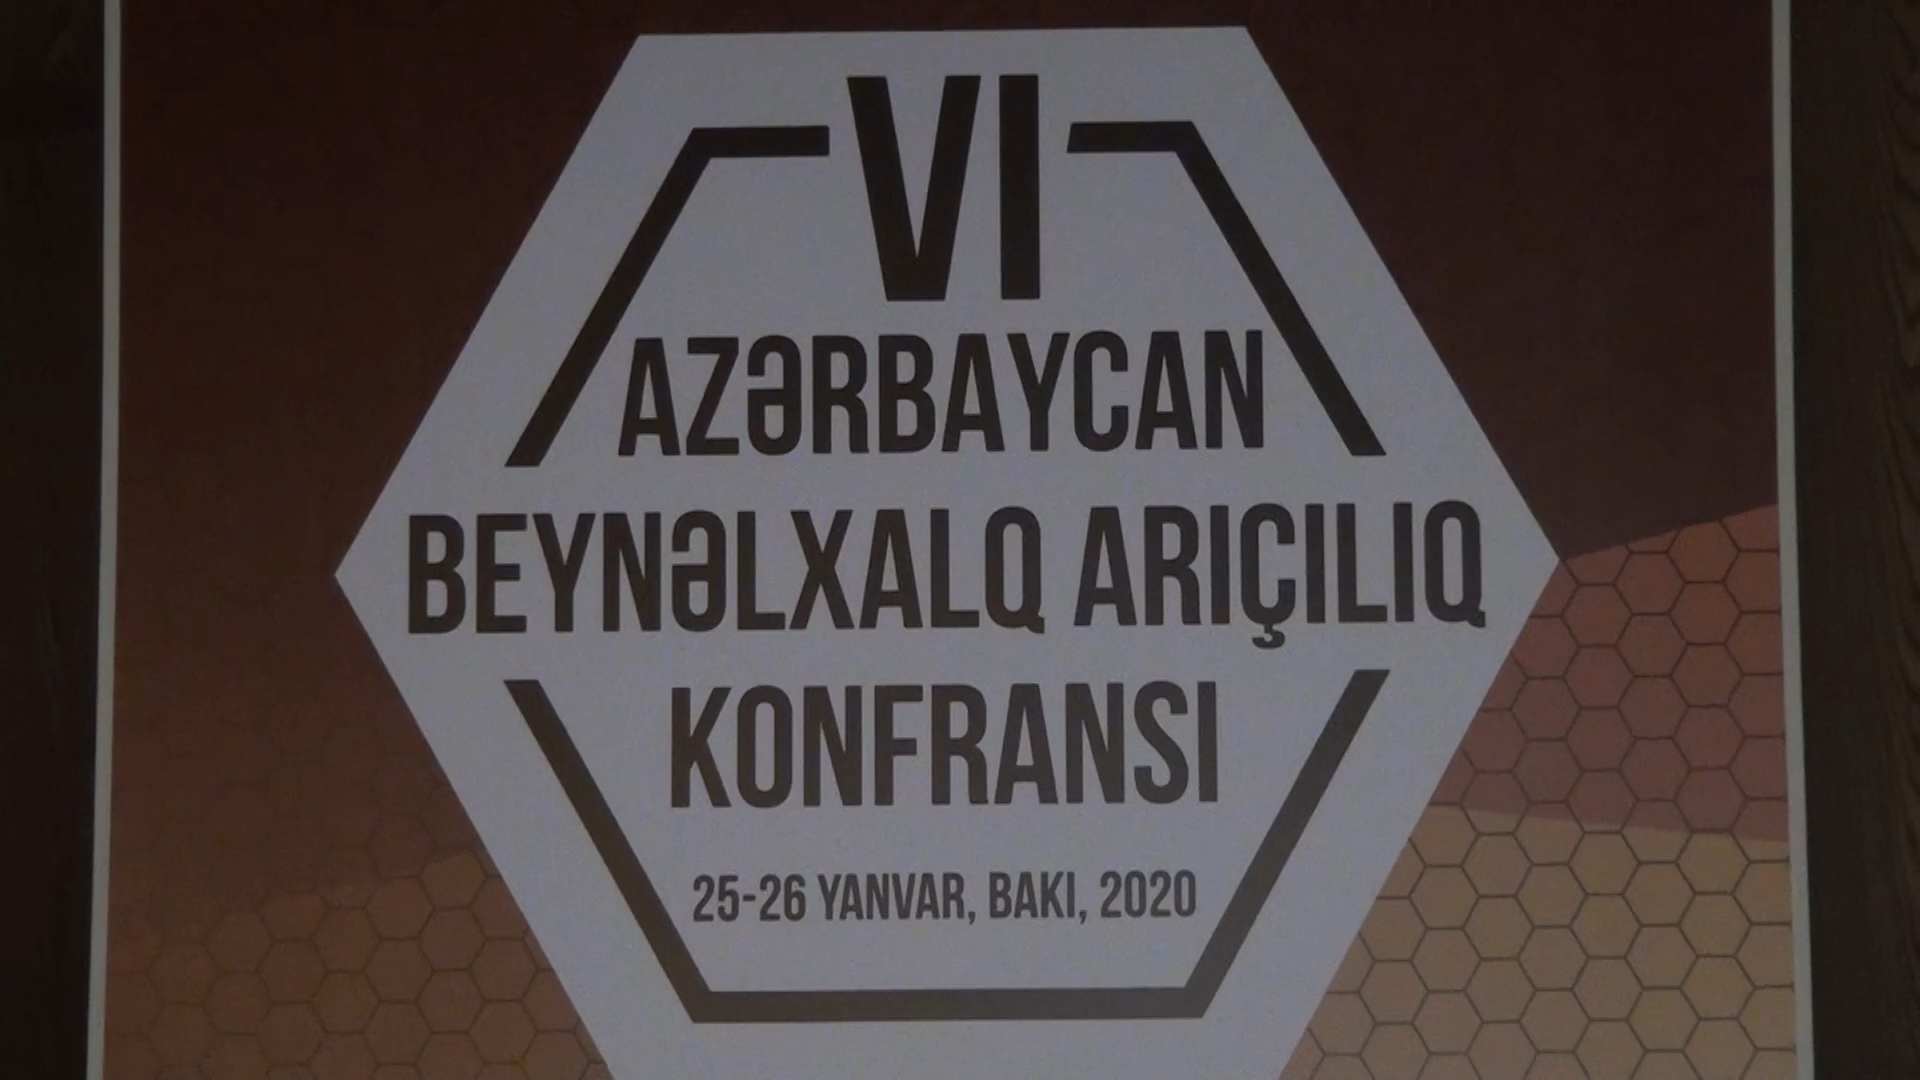 VI
AZƏRBAYCAN
BEYNƏLXALQ ARIÇILIQ
KONFRANSI
25-26 YANVAR, BAKI, 2020